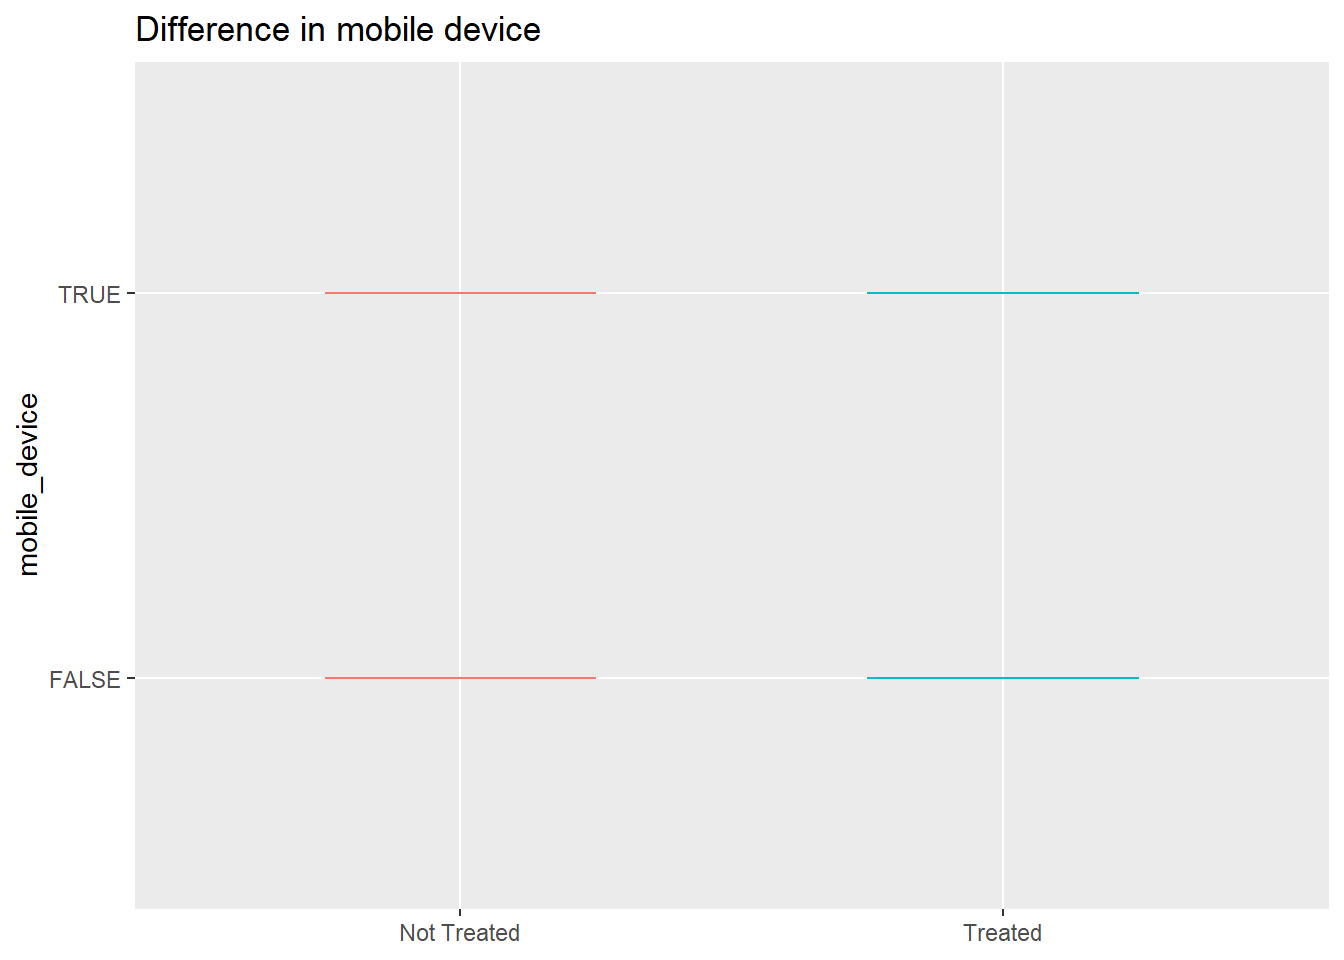 Difference in mobile device
mobile_device
TRUE
FALSE
Not Treated
Treated